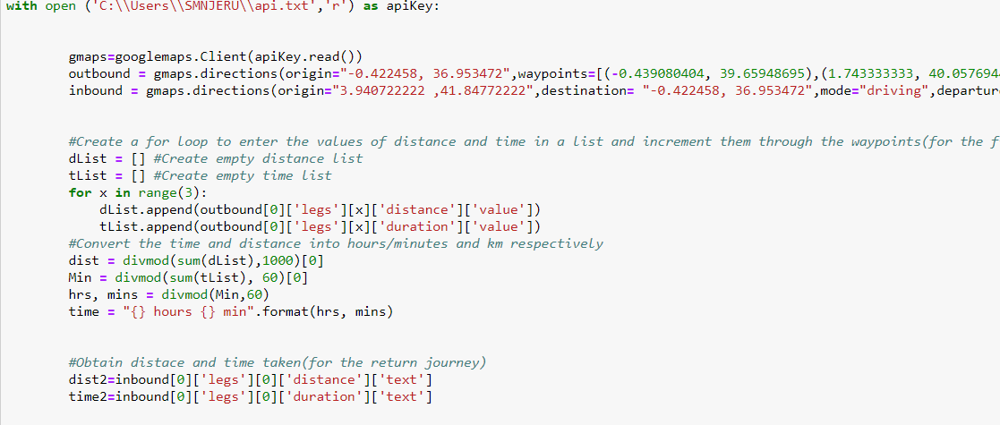 with open ('C:\\Users\\SMNJERU\\api.txt','r') as apiKey:
gmaps=googlemaps.Client(apiKey.read())
outbound = gmaps.directions(origin="-0.422458, 36.953472",waypoints=[(-0.439080404, 39.65948695),(1.743333333, 40.0576944
inbound = gmaps.directions(origin="3.940722222 ,41.84772222",destination= "-0.422458, 36.953472",mode="driving",departur
#Create a for loop to enter the values of distance and time in a list and increment them through the waypoints(for the f
dList = [] #Create empty distance list
tList = [] #Create empty time list
for x in range(3):
dList.append(outbound[0]['legs'][x]['distance']['value'])
tList.append(outbound[0]['legs'][x]['duration']['value'])
#Convert the time and distance into hours/minutes and km respectively
dist = divmod(sum(dList),1000)[0]
Min = divmod(sum(tList), 60)[0]
hrs, mins = divmod(Min,60)
time = "{} hours {} min".format(hrs, mins)
#Obtain distace and time taken(for the return journey)
dist2=inbound[0]['legs'][0]['distance']['text']
time2=inbound[0]['legs'][0]['duration']['text']